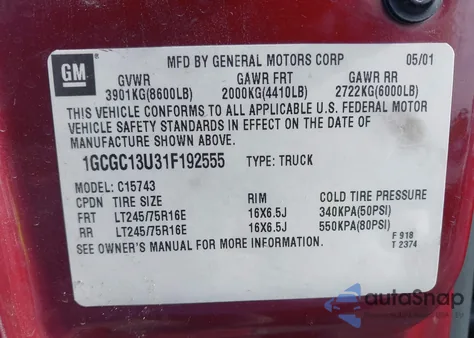 GM
MFD BY GENERAL MOTORS CORP 05/01
GVWR GAWR FRT GAWR RR
3901KG(8600LB) 2000KG(4410LB) 2722KG(6000LB)
THIS VEHICLE CONFORMS TO ALL APPLICABLE U.S. FEDERAL MOTOR
VEHICLE SAFETY STANDARDS IN EFFECT ON THE DATE OF
MANUFACTURE SHOWN ABOVE.
1GCGC13U31F192555 TYPE: TRUCK
MODEL: C15743
CPDN TIRE SIZE RIM COLD TIRE PRESSURE
FRT LT245/75R16E 16X6.5J 340KPA(50PSI)
RR LT245/75R16E 16X6.5J 550KPA(80PSI)
SEE OWNER'S MANUAL FOR MORE INFORMATION. F 918
T 2374
autoSnap